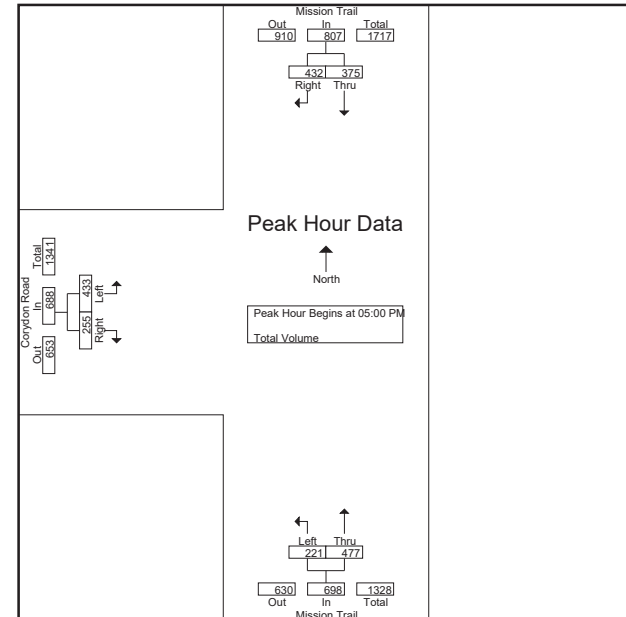 Mission Trail
Out In Total
910 807 1717
432 375
Right Thru
Peak Hour Data
North
Peak Hour Begins at 05:00 PM
Total Volume
Corydon Road
Out In Total
653 688 1341
255 433
Right Left
Left Thru
221 477
630 698 1328
Out In Total
Mission Trail